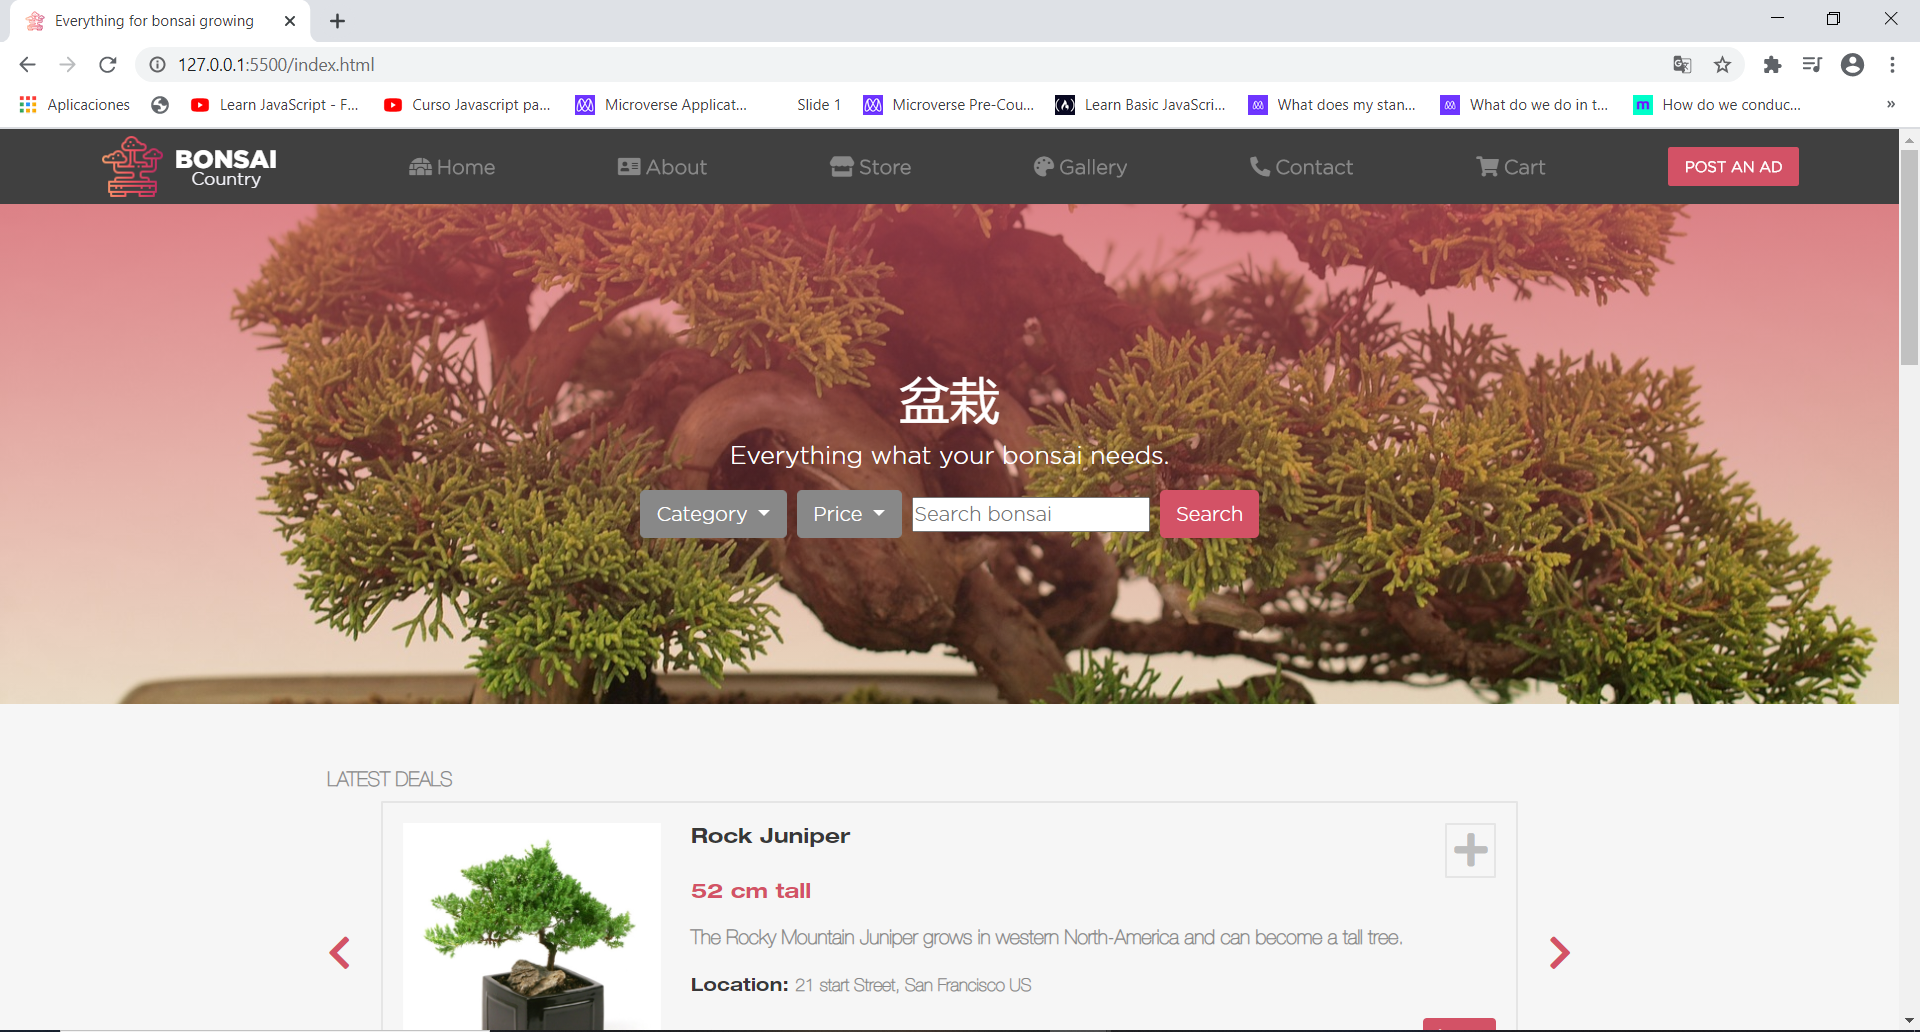 Everything for bonsai growing
127.0.0.1:5500/index.html
Aplicaciones
Learn JavaScript - F...
Curso Javascript pa...
Microverse Applicat...
Slide 1
Microverse Pre-Cou...
Learn Basic JavaScri...
What does my stan...
What do we do in t...
How do we conduc...
»
BONSAI
Country
Home
About
Store
Gallery
Contact
Cart
POST AN AD
盆栽
Everything what your bonsai needs.
Category
Price
Search bonsai
Search
LATEST DEALS
Rock Juniper
52 cm tall
The Rocky Mountain Juniper grows in western North-America and can become a tall tree.
Location: 21 start Street, San Francisco US